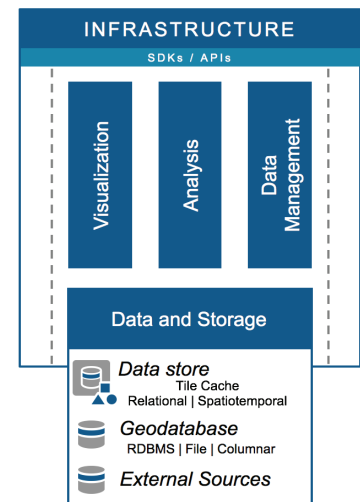 INFRASTRUCTURE
SDKs / APIs
Visualization
Analysis
Data
Management
Data and Storage
Data store
Tile Cache
Relational | Spatiotemporal
Geodatabase
RDBMS | File | Columnar
External Sources